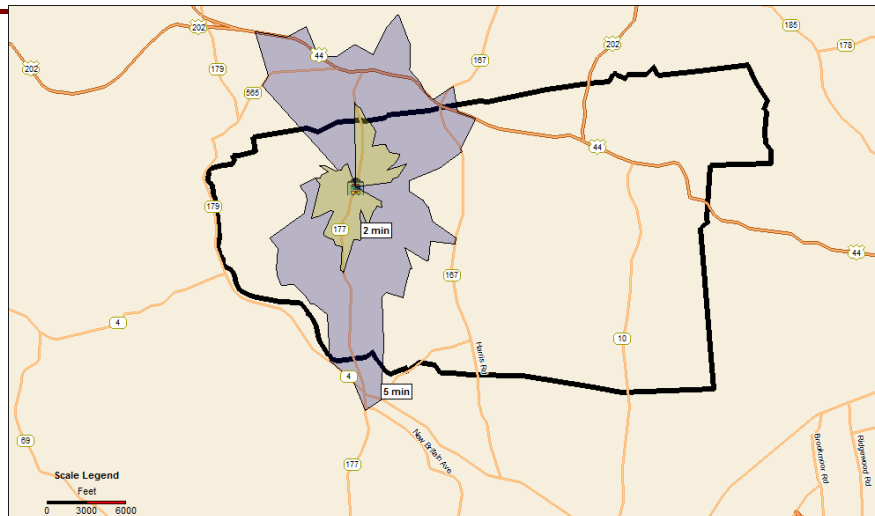 202
202
44
179
565
167
202
185
178
44
179
177
2 min
167
44
4
10
Harris Rd
4
5 min
69
New Britain Ave
177
Brookmoor Rd
Ridgewood Rd
Scale Legend
Feet
0 3000 6000